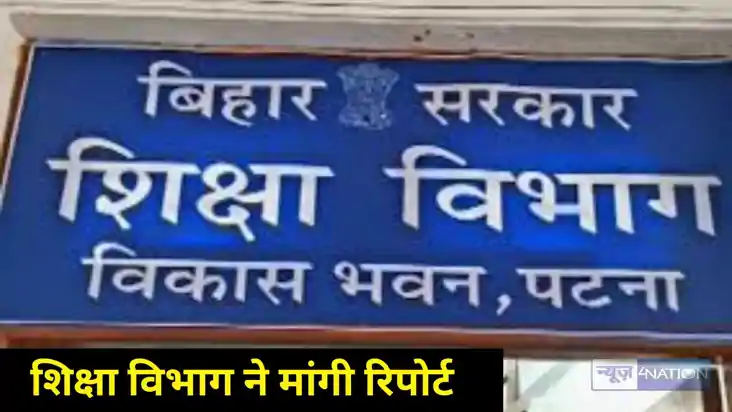 बिहार सरकार
शिक्षा विभाग
विकास भवन, पटना
शिक्षा विभाग ने मांगी रिपोर्ट
न्यूज़ 4NATION